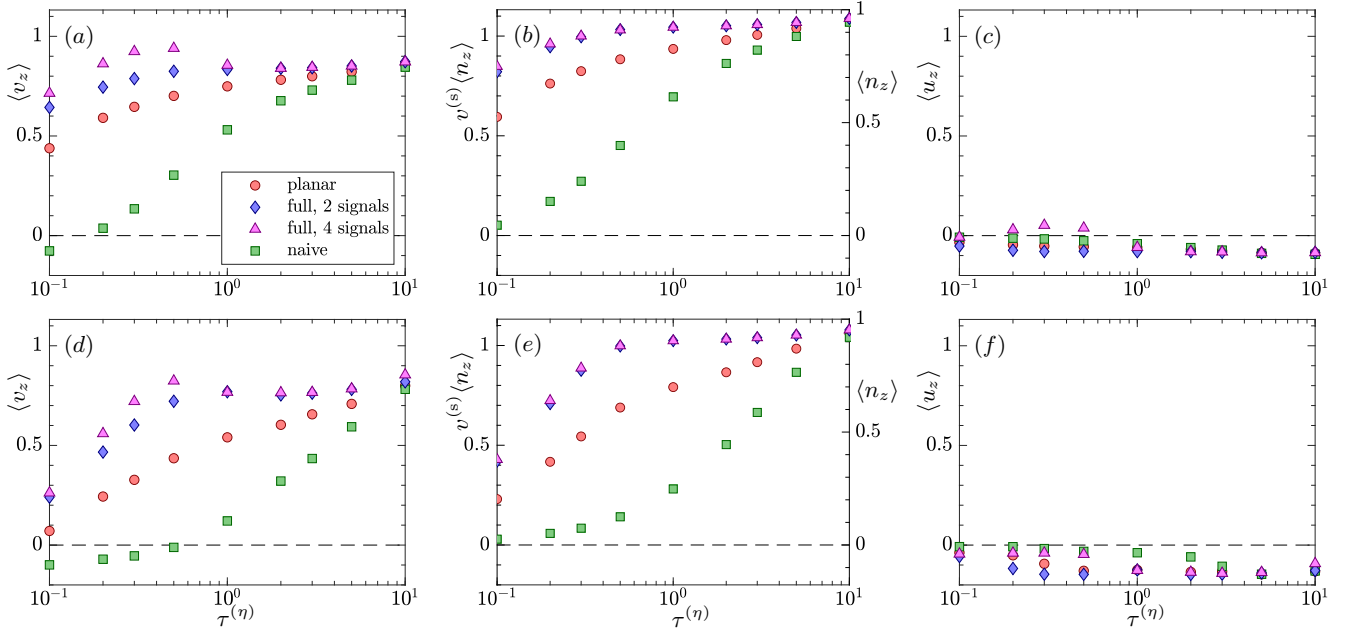 (a)
⟨v_z⟩
1
0.5
0
planar
full, 2 signals
full, 4 signals
naive
10^{-1}
10^0
10^1
(b)
v^{(s)}⟨n_z⟩
1
0.5
0
1
0.5
0
⟨n_z⟩
10^{-1}
10^0
10^1
(c)
⟨u_z⟩
1
0.5
0
10^{-1}
10^0
10^1
(d)
⟨v_z⟩
1
0.5
0
10^{-1}
10^0
10^1
τ^{(η)}
(e)
v^{(s)}⟨n_z⟩
1
0.5
0
1
0.5
0
⟨n_z⟩
10^{-1}
10^0
10^1
τ^{(η)}
(f)
⟨u_z⟩
1
0.5
0
10^{-1}
10^0
10^1
τ^{(η)}